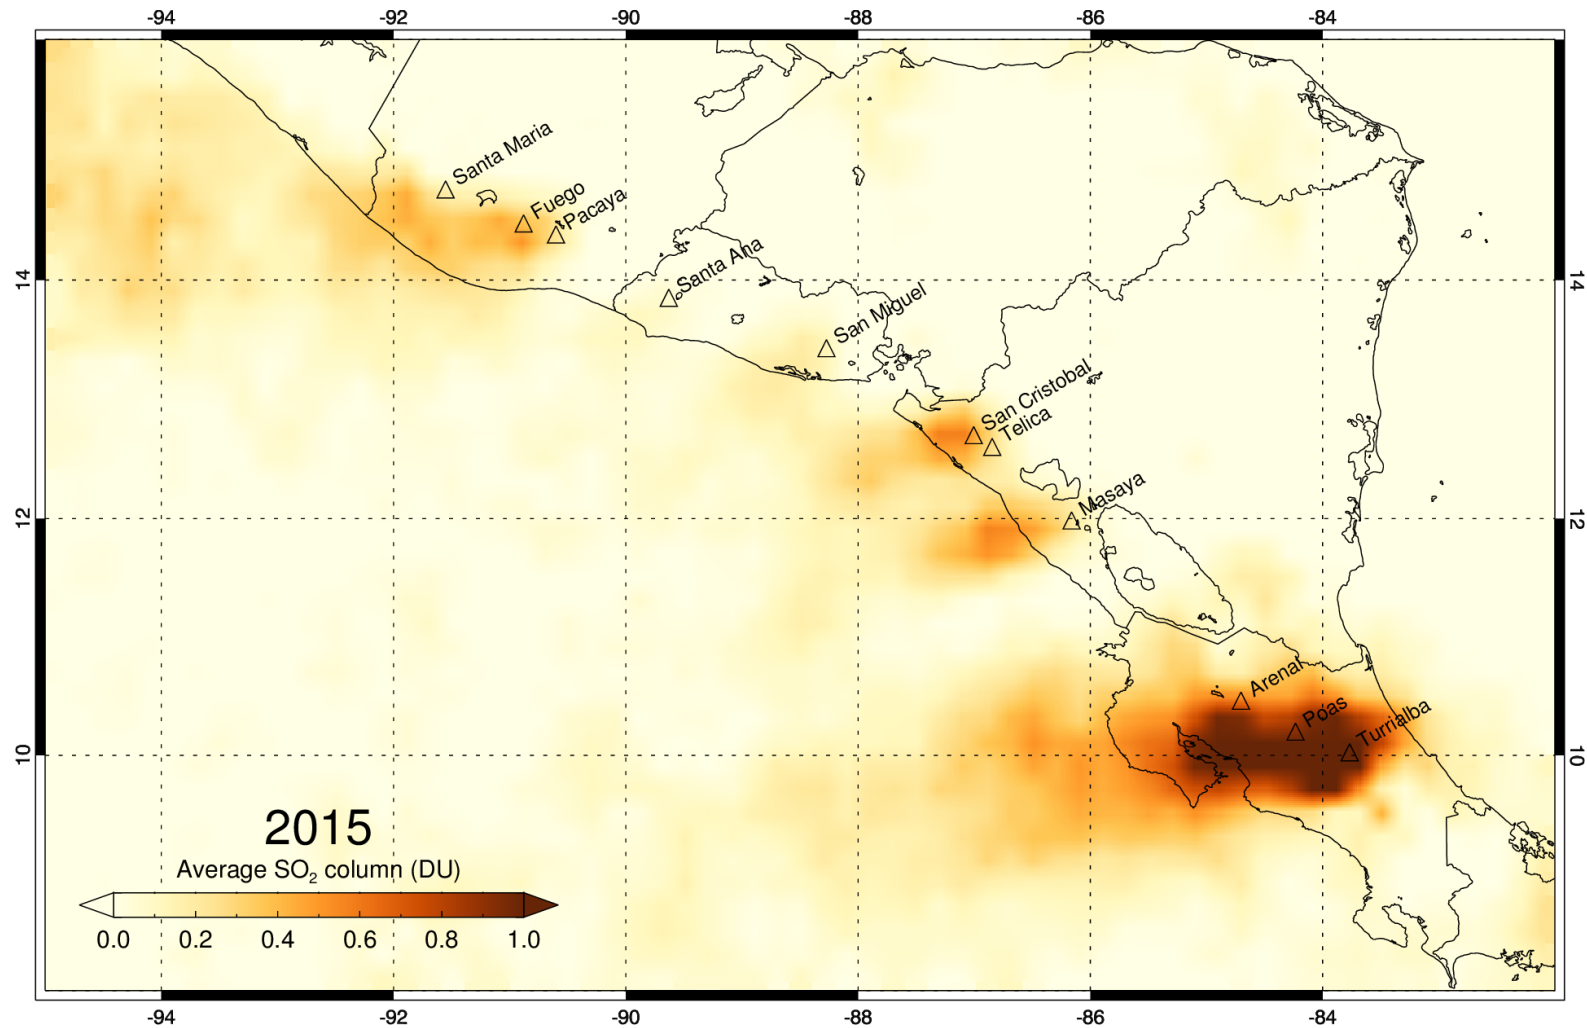 -94 -92 -90 -88 -86 -84
Santa Maria
Fuego
Pacaya
Santa Ana
14 14
San Miguel
San Cristobal
Telica
Masaya
12 12
Arenal
Poas
Turrialba
10 10
2015
Average SO₂ column (DU)
0.0 0.2 0.4 0.6 0.8 1.0
-94 -92 -90 -88 -86 -84